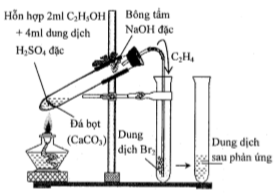 Hỗn hợp 2ml C₂H₅OH
+ 4ml dung dịch
H₂SO₄ đặc
Bông tẩm
NaOH đặc
C₂H₄
Đá bọt
(CaCO₃)
Dung
dịch Br₂
Dung dịch
sau phản ứng